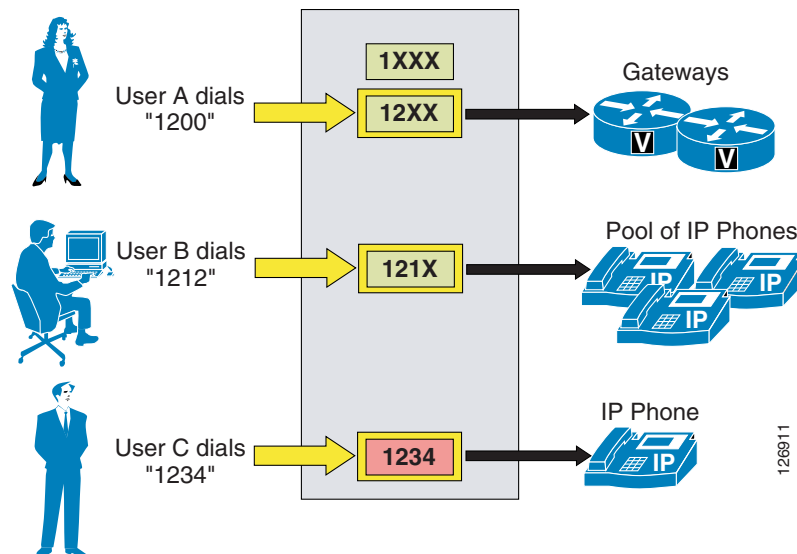 1XXX
Gateways
User A dials
"1200"
12XX
V
V
Pool of IP Phones
User B dials
"1212"
121X
IP
IP
IP
IP Phone
User C dials
"1234"
1234
IP
126911